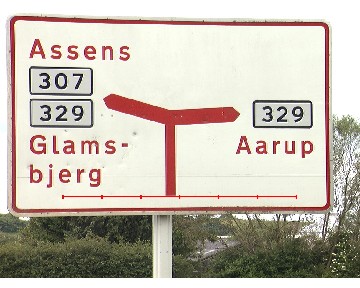 Assens
307
329
Glams-
bjerg
329
Aarup